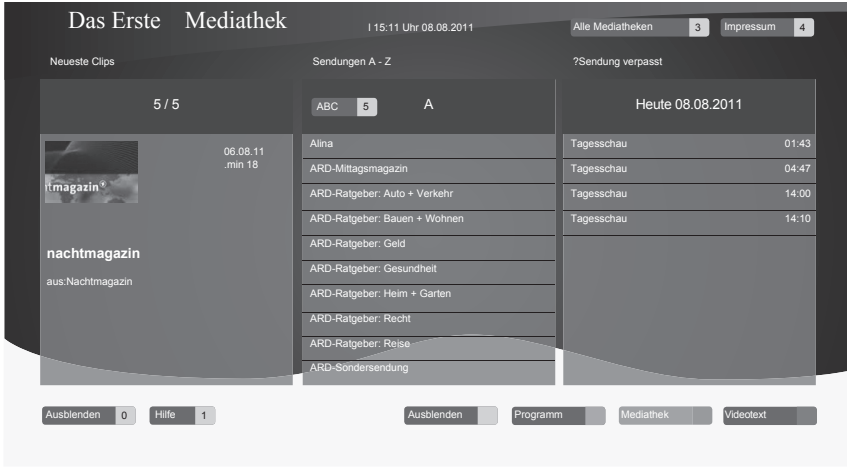 Das Erste Mediathek
I 15:11 Uhr 08.08.2011
Alle Mediatheken 3
Impressum 4
Neueste Clips
5 / 5
06.08.11
.min 18
tmagazin
nachtmagazin
aus:Nachtmagazin
Sendungen A - Z
ABC 5 A
Alina
ARD-Mittagsmagazin
ARD-Ratgeber: Auto + Verkehr
ARD-Ratgeber: Bauen + Wohnen
ARD-Ratgeber: Geld
ARD-Ratgeber: Gesundheit
ARD-Ratgeber: Heim + Garten
ARD-Ratgeber: Recht
ARD-Ratgeber: Reise
ARD-Sondersendung
?Sendung verpasst
Heute 08.08.2011
Tagesschau 01:43
Tagesschau 04:47
Tagesschau 14:00
Tagesschau 14:10
Ausblenden 0
Hilfe 1
Ausblenden
Programm
Mediathek
Videotext